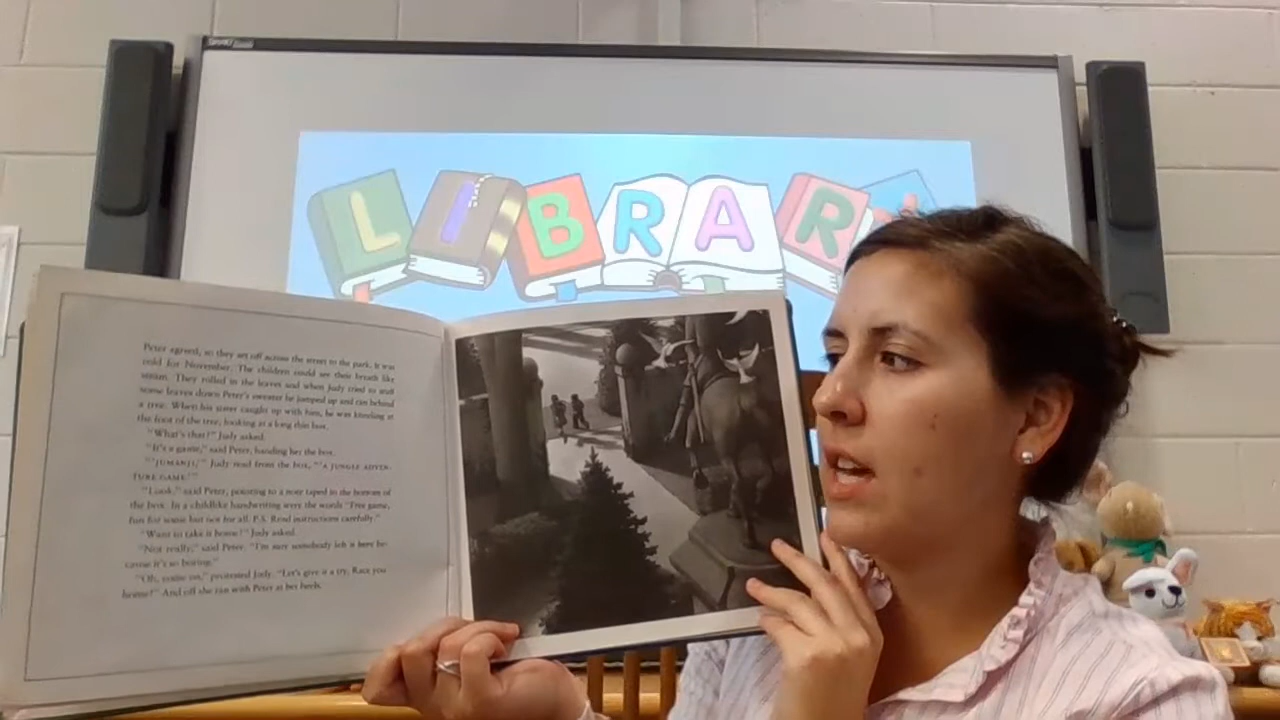 LIBRAR
Peter agreed, so they set off across the street to the park. It was
cold for November. The children could see their breath like
steam. They rolled in the leaves and when Judy tried to stuff
some leaves down Peter's sweater he jumped up and ran behind
a tree. When his sister caught up with him, he was kneeling at
the foot of the tree, looking at a long thin box.
"What's that?" Judy asked.
"It's a game," said Peter, handing her the box.
"'JUMANJI,'" Judy read from the box, "'A JUNGLE ADVEN-
TURE GAME.'"
"Look," said Peter, pointing to a note taped to the bottom of
the box. In a childlike handwriting were the words "Free game,
fun for some but not for all. P.S. Read instructions carefully."
"Want to take it home?" Judy asked.
"Not really," said Peter. "I'm sure somebody left it here be-
cause it's so boring."
"Oh, come on," protested Judy. "Let's give it a try. Race you
home!" And off she ran with Peter at her heels.